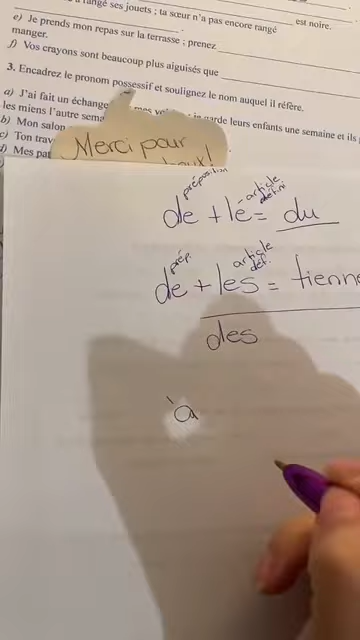 rangé ses jouets ; ta sœur n'a pas encore rangé
est noire.
e) Je prends mon repas sur la terrasse ; prenez
manger.
f) Vos crayons sont beaucoup plus aiguisés que
3. Encadrez le pronom possessif et soulignez le nom auquel il réfère.
a) J'ai fait un échange mes garde leurs enfants une semaine et ils
les miens l'autre
b) Mon salon
c) Ton
d) Mes
Merci pour
préposition article défini
de + le = du
prép. article déf.
de + les = tienne
des
à